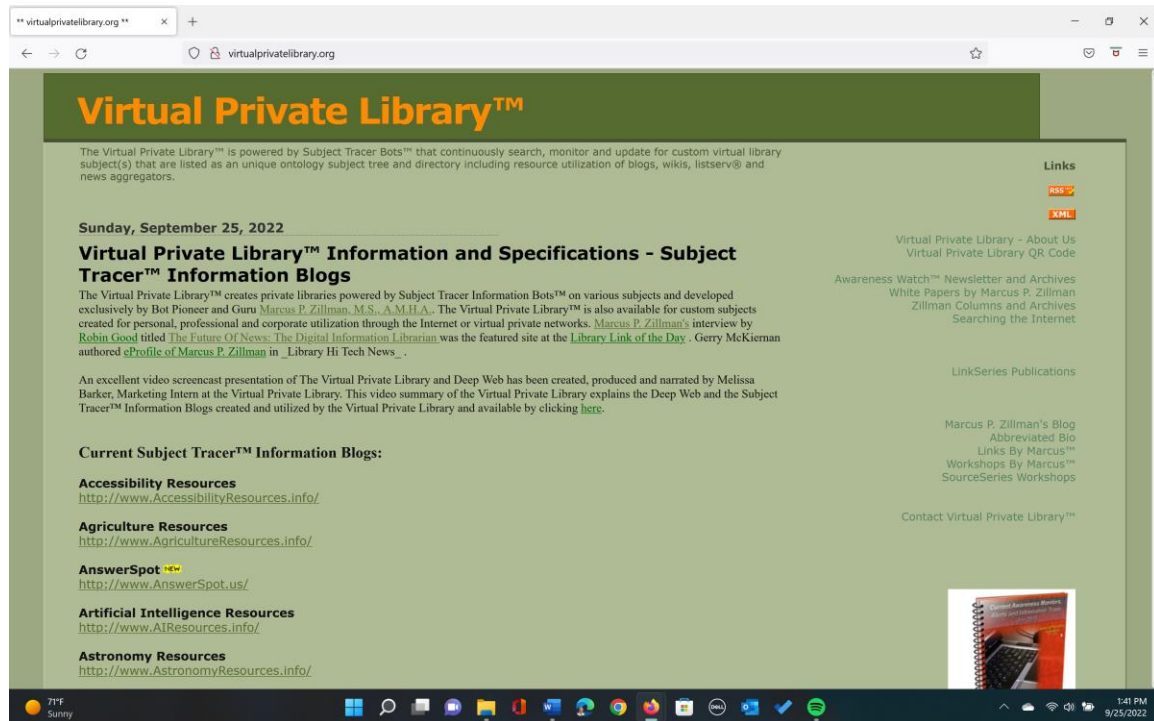 ** virtualprivatelibrary.org **
virtualprivatelibrary.org
Virtual Private Library™
The Virtual Private Library™ is powered by Subject Tracer Bots™ that continuously search, monitor and update for custom virtual library
subject(s) that are listed as an unique ontology subject tree and directory including resource utilization of blogs, wikis, listserv® and
news aggregators.
Sunday, September 25, 2022
Virtual Private Library™ Information and Specifications - Subject
Tracer™ Information Blogs
The Virtual Private Library™ creates private libraries powered by Subject Tracer Information Bots™ on various subjects and developed
exclusively by Bot Pioneer and Guru Marcus P. Zillman, M.S., A.M.H.A.. The Virtual Private Library™ is also available for custom subjects
created for personal, professional and corporate utilization through the Internet or virtual private networks. Marcus P. Zillman's interview by
Robin Good titled The Future Of News: The Digital Information Librarian was the featured site at the Library Link of the Day . Gerry McKiernan
authored eProfile of Marcus P. Zillman in _Library Hi Tech News_ .
An excellent video screencast presentation of The Virtual Private Library and Deep Web has been created, produced and narrated by Melissa
Barker, Marketing Intern at the Virtual Private Library. This video summary of the Virtual Private Library explains the Deep Web and the Subject
Tracer™ Information Blogs created and utilized by the Virtual Private Library and available by clicking here.
Current Subject Tracer™ Information Blogs:
Accessibility Resources
http://www.AccessibilityResources.info/
Agriculture Resources
http://www.AgricultureResources.info/
AnswerSpot NEW
http://www.AnswerSpot.us/
Artificial Intelligence Resources
http://www.AIResources.info/
Astronomy Resources
http://www.AstronomyResources.info/
Links
RSS
XML
Virtual Private Library - About Us
Virtual Private Library QR Code
Awareness Watch™ Newsletter and Archives
White Papers by Marcus P. Zillman
Zillman Columns and Archives
Searching the Internet
LinkSeries Publications
Marcus P. Zillman's Blog
Abbreviated Bio
Links By Marcus™
Workshops By Marcus™
SourceSeries Workshops
Contact Virtual Private Library™
Current Awareness Monitors,
71°F
Sunny
DELL
1:41 PM
9/25/2022